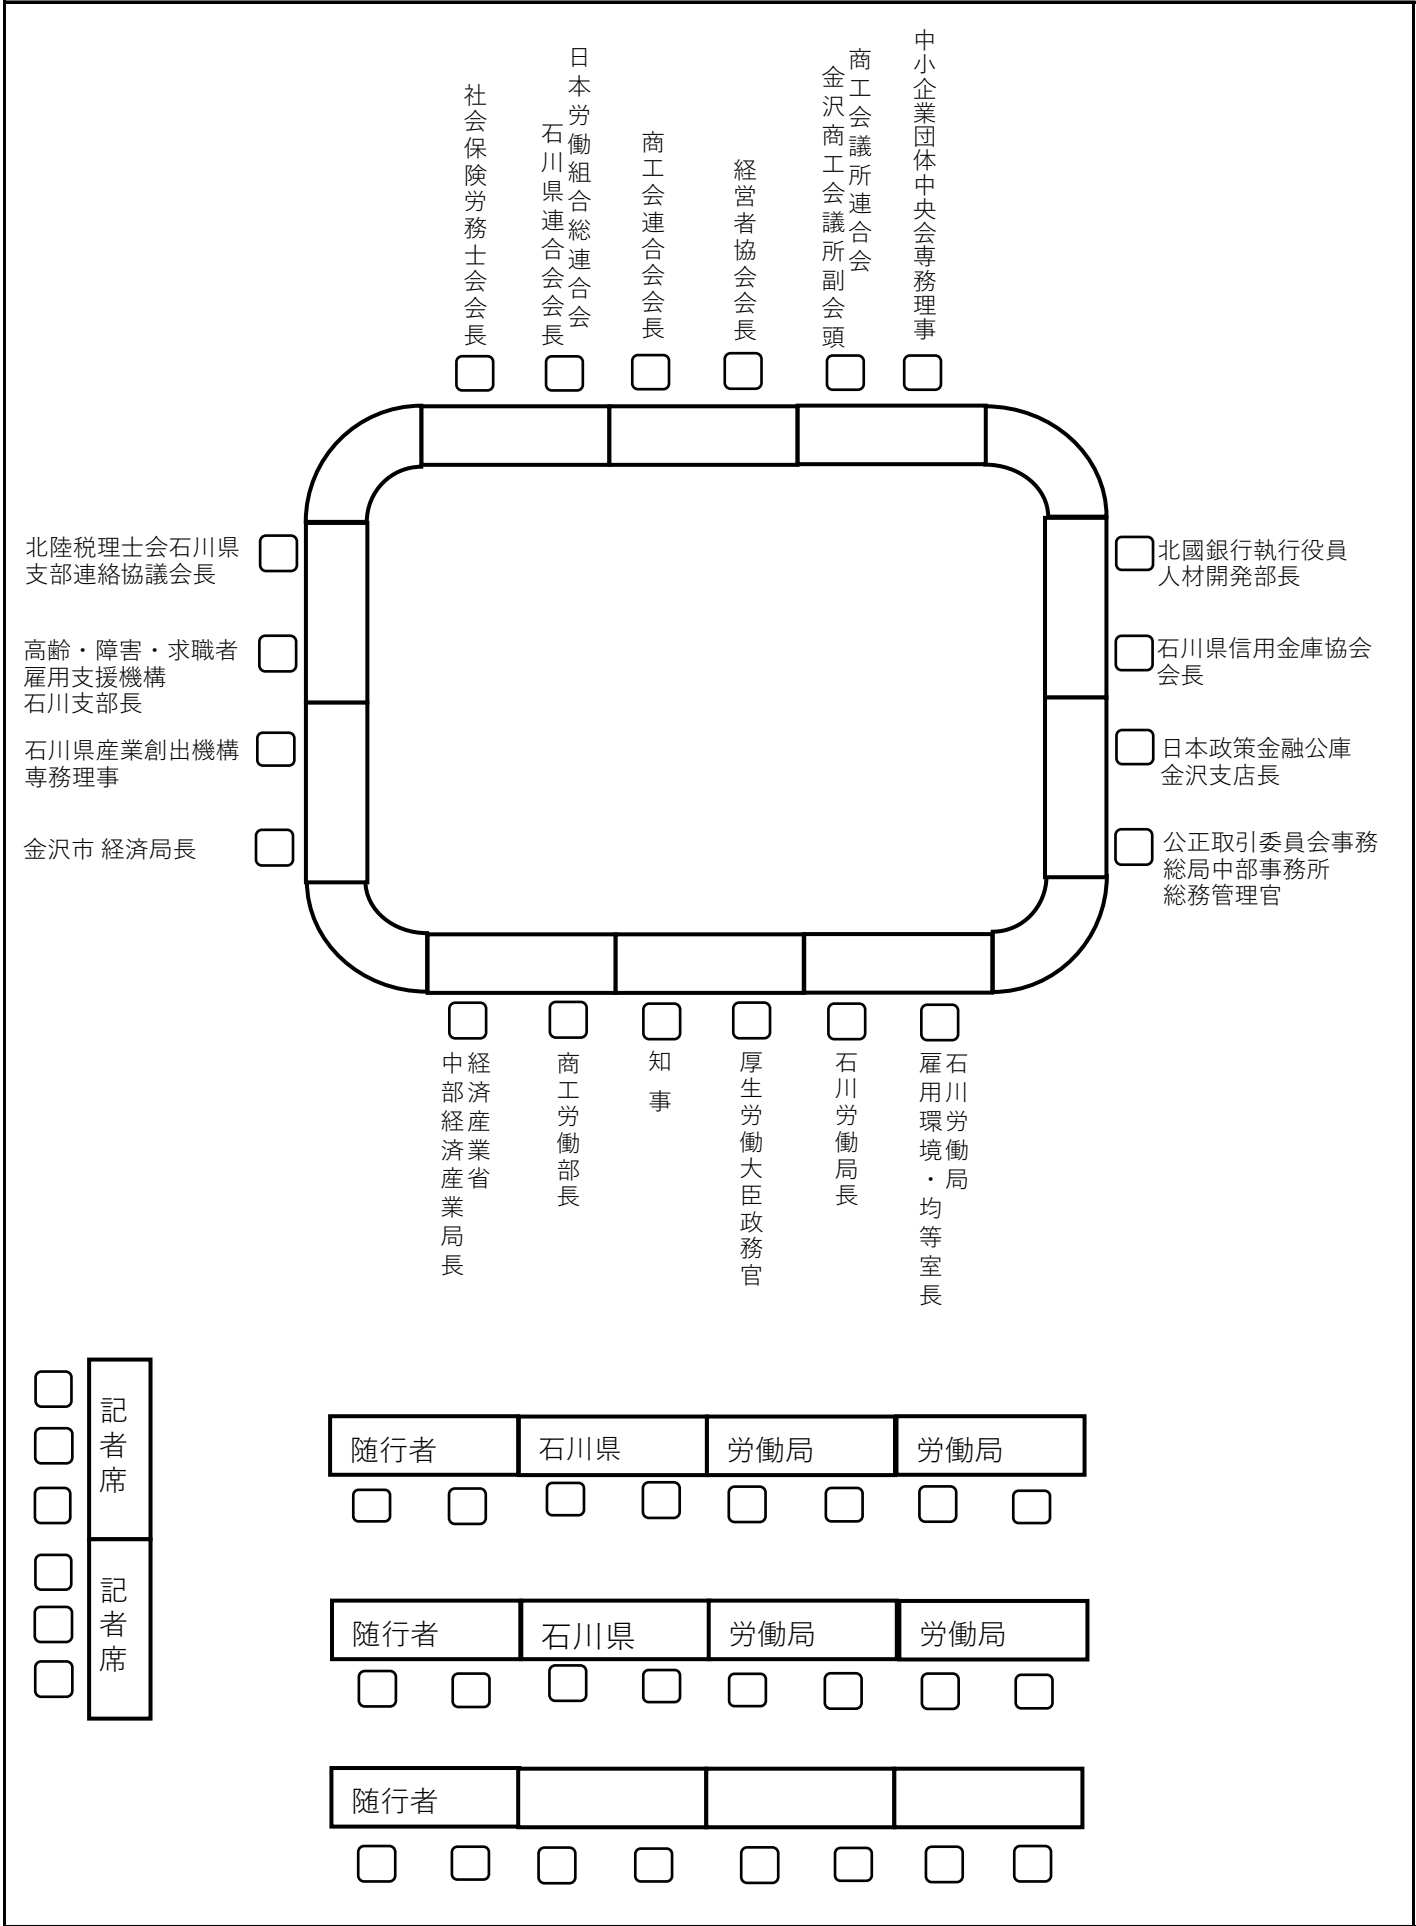 社会保険労務士会会長
日本労働組合総連合会
石川県連合会会長
商工会連合会会長
経営者協会会長
商工会議所連合会
金沢商工会議所副会頭
中小企業団体中央会専務理事
北陸税理士会石川県
支部連絡協議会長
高齢・障害・求職者
雇用支援機構
石川支部長
石川県産業創出機構
専務理事
金沢市 経済局長
北國銀行執行役員
人材開発部長
石川県信用金庫協会
会長
日本政策金融公庫
金沢支店長
公正取引委員会事務
総局中部事務所
総務管理官
経済産業省
中部経済産業局長
商工労働部長
知事
厚生労働大臣政務官
石川労働局長
石川労働局
雇用環境・均等室長
記者席
記者席
随行者
石川県
労働局
労働局
随行者
石川県
労働局
労働局
随行者